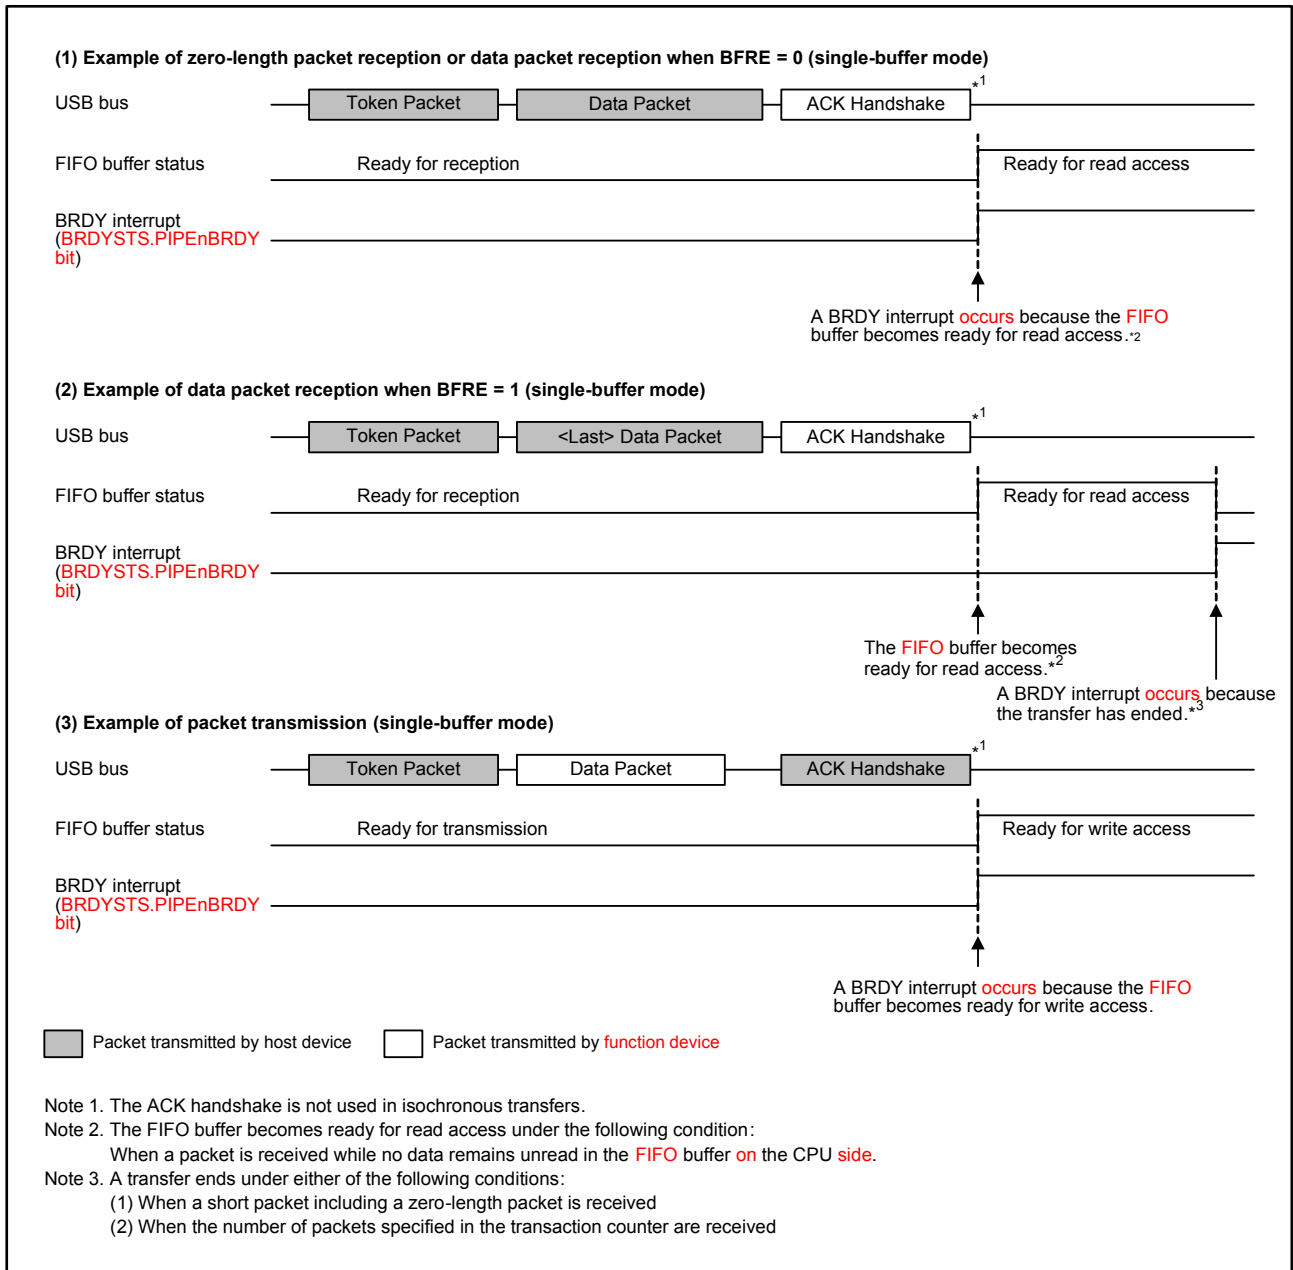 (1) Example of zero-length packet reception or data packet reception when BFRE = 0 (single-buffer mode)
USB bus
Token Packet
Data Packet
ACK Handshake
*1
FIFO buffer status
Ready for reception
Ready for read access
BRDY interrupt
(BRDYSTS.PIPEnBRDY
bit)
A BRDY interrupt occurs because the FIFO
buffer becomes ready for read access.*2
(2) Example of data packet reception when BFRE = 1 (single-buffer mode)
USB bus
Token Packet
<Last> Data Packet
ACK Handshake
*1
FIFO buffer status
Ready for reception
Ready for read access
BRDY interrupt
(BRDYSTS.PIPEnBRDY
bit)
The FIFO buffer becomes
ready for read access.*2
A BRDY interrupt occurs because
the transfer has ended.*3
(3) Example of packet transmission (single-buffer mode)
USB bus
Token Packet
Data Packet
ACK Handshake
*1
FIFO buffer status
Ready for transmission
Ready for write access
BRDY interrupt
(BRDYSTS.PIPEnBRDY
bit)
A BRDY interrupt occurs because the FIFO
buffer becomes ready for write access.
Packet transmitted by host device
Packet transmitted by function device
Note 1. The ACK handshake is not used in isochronous transfers.
Note 2. The FIFO buffer becomes ready for read access under the following condition:
When a packet is received while no data remains unread in the FIFO buffer on the CPU side.
Note 3. A transfer ends under either of the following conditions:
(1) When a short packet including a zero-length packet is received
(2) When the number of packets specified in the transaction counter are received